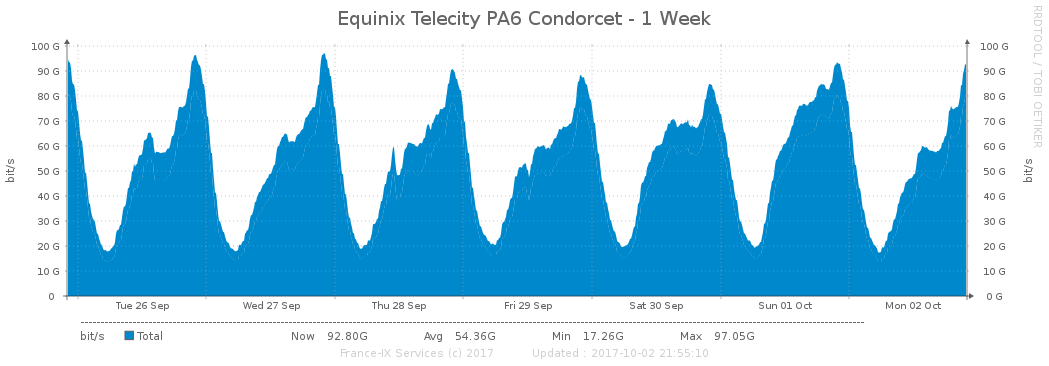 Equinix Telecity PA6 Condorcet - 1 Week
RRDTOOL / TOBI OETIKER
bit/s
bit/s
100 G 100 G
90 G 90 G
80 G 80 G
70 G 70 G
60 G 60 G
50 G 50 G
40 G 40 G
30 G 30 G
20 G 20 G
10 G 10 G
0 0 G
Tue 26 Sep Wed 27 Sep Thu 28 Sep Fri 29 Sep Sat 30 Sep Sun 01 Oct Mon 02 Oct
bit/s Total Now 92.80G Avg 54.36G Min 17.26G Max 97.05G
France-IX Services (c) 2017 Updated : 2017-10-02 21:55:10